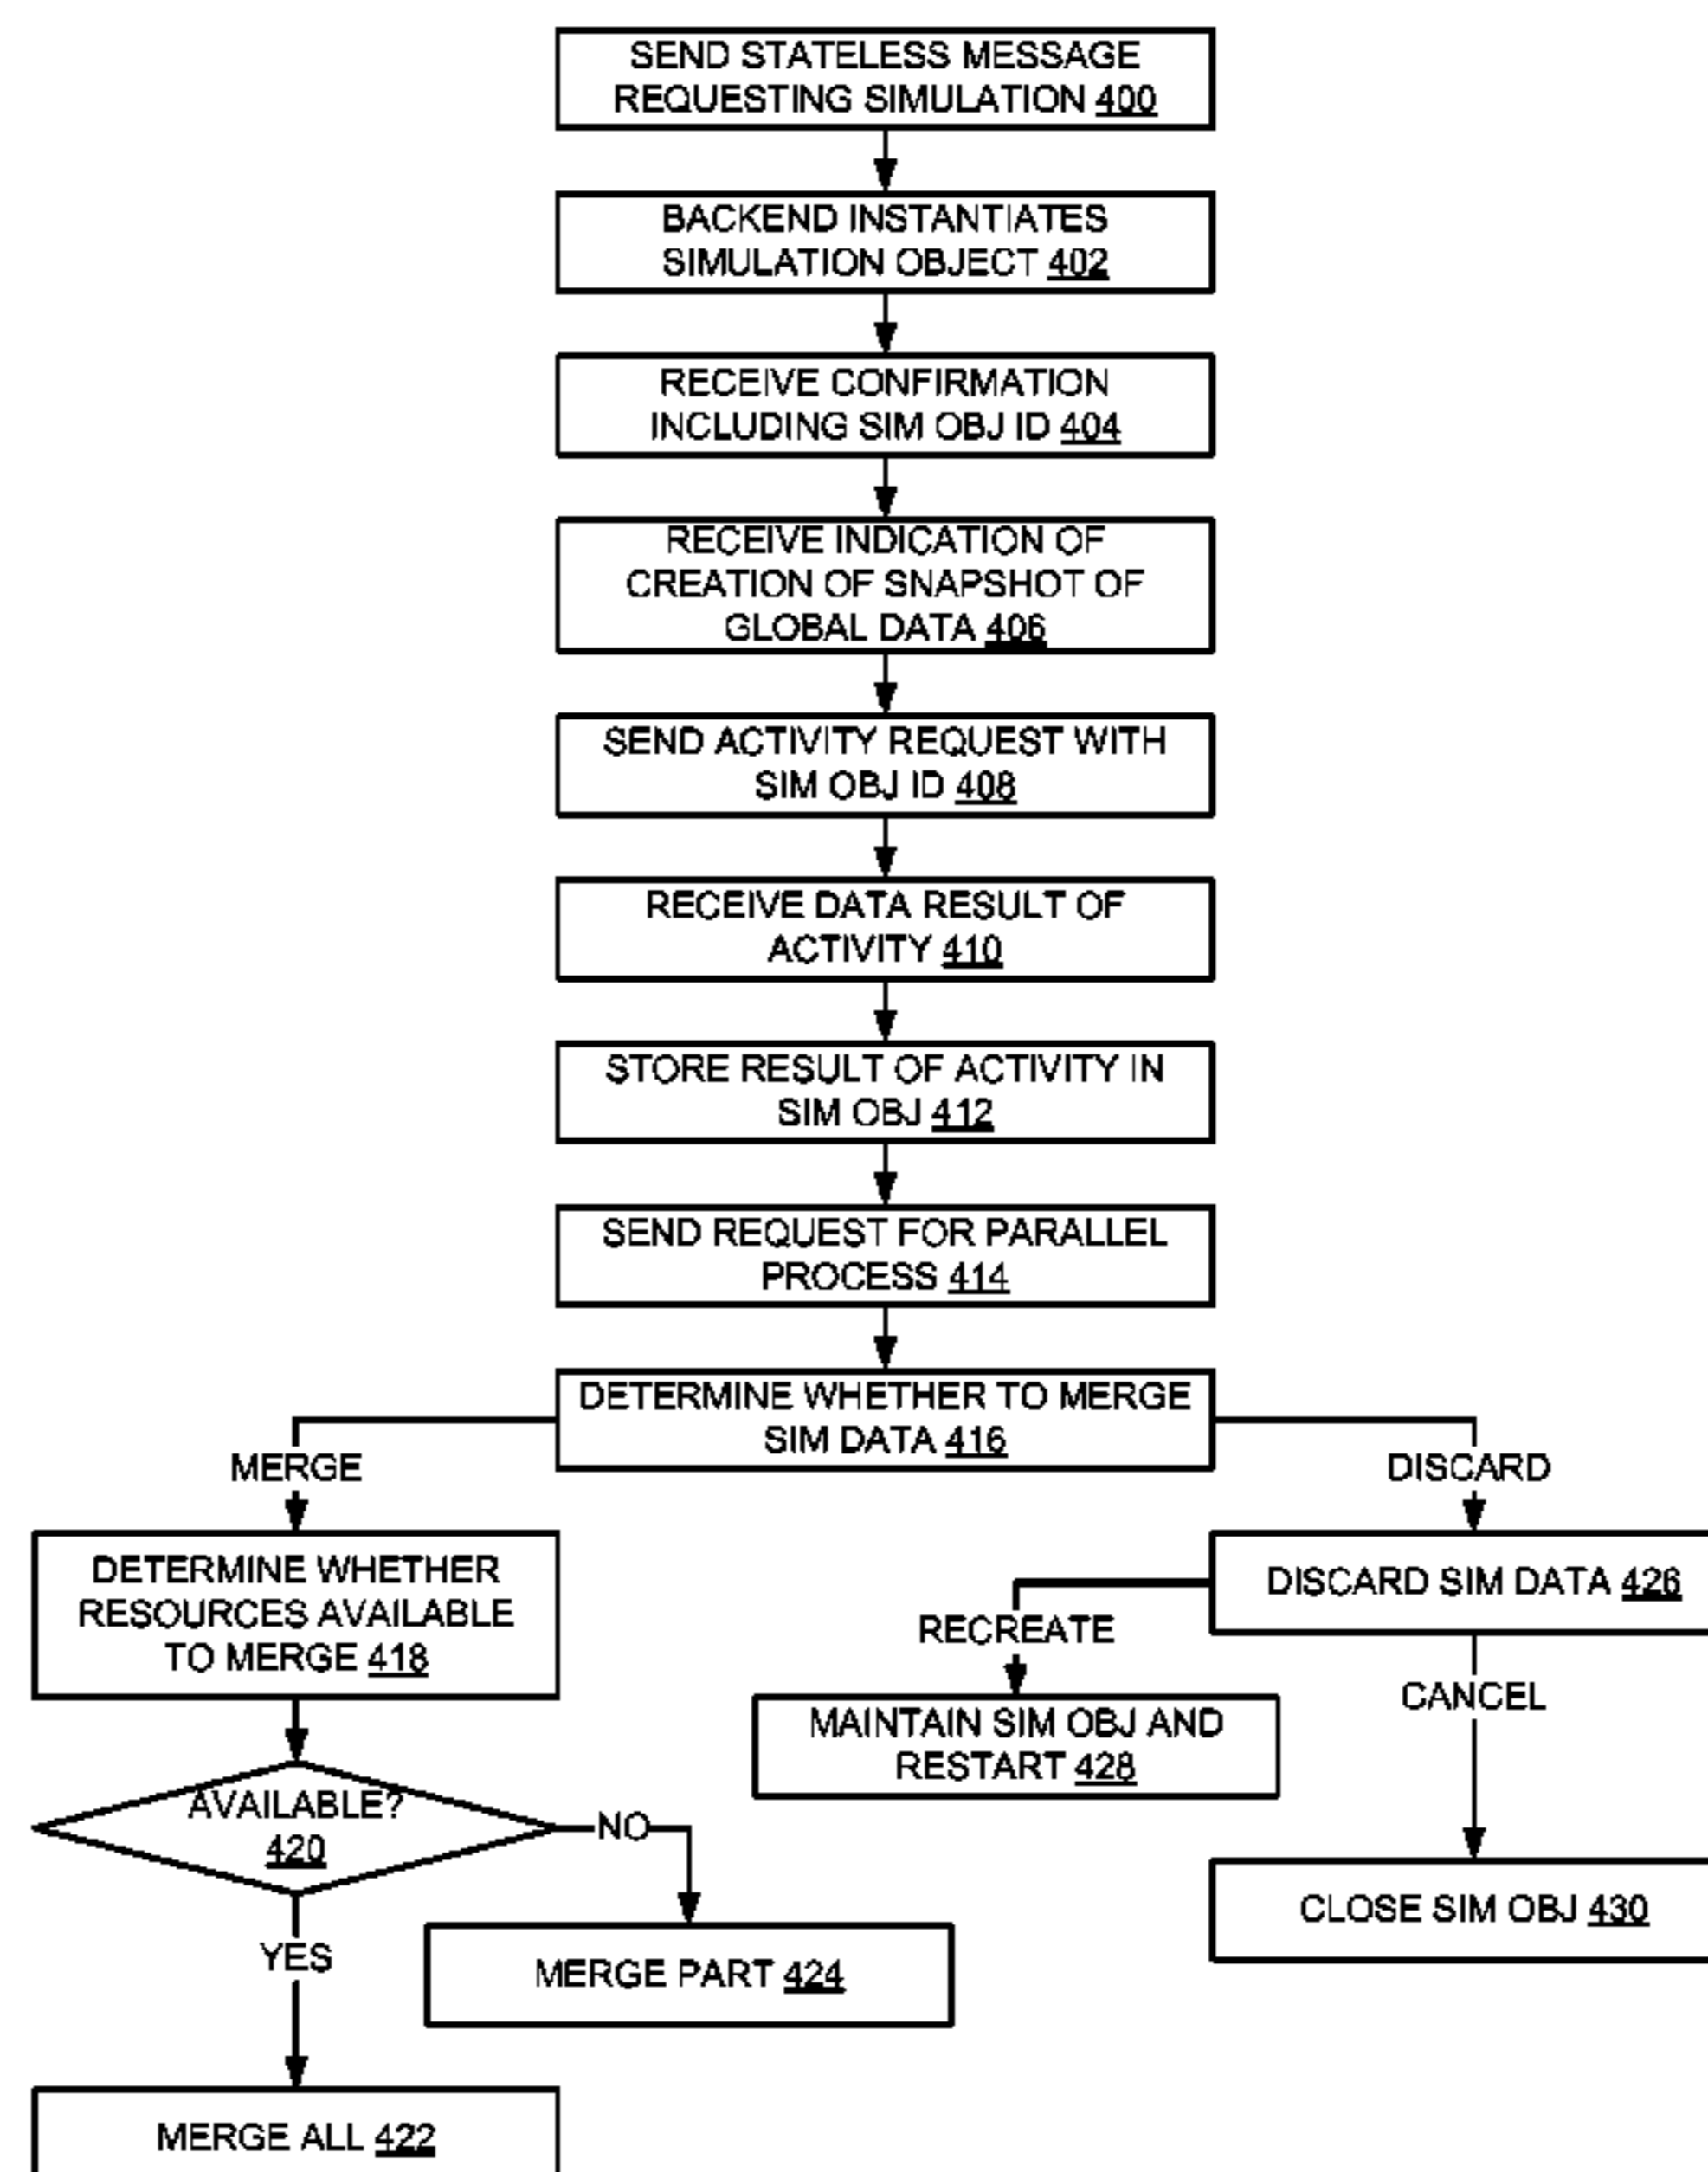 SEND STATELESS MESSAGE
REQUESTING SIMULATION 400
BACKEND INSTANTIATES
SIMULATION OBJECT 402
RECEIVE CONFIRMATION
INCLUDING SIM OBJ ID 404
RECEIVE INDICATION OF
CREATION OF SNAPSHOT OF
GLOBAL DATA 406
SEND ACTIVITY REQUEST WITH
SIM OBJ ID 408
RECEIVE DATA RESULT OF
ACTIVITY 410
STORE RESULT OF ACTIVITY IN
SIM OBJ 412
SEND REQUEST FOR PARALLEL
PROCESS 414
DETERMINE WHETHER TO MERGE
SIM DATA 416
MERGE
DISCARD
DETERMINE WHETHER
RESOURCES AVAILABLE
TO MERGE 418
DISCARD SIM DATA 426
RECREATE
CANCEL
MAINTAIN SIM OBJ AND
RESTART 428
AVAILABLE?
420
NO
YES
CLOSE SIM OBJ 430
MERGE PART 424
MERGE ALL 422